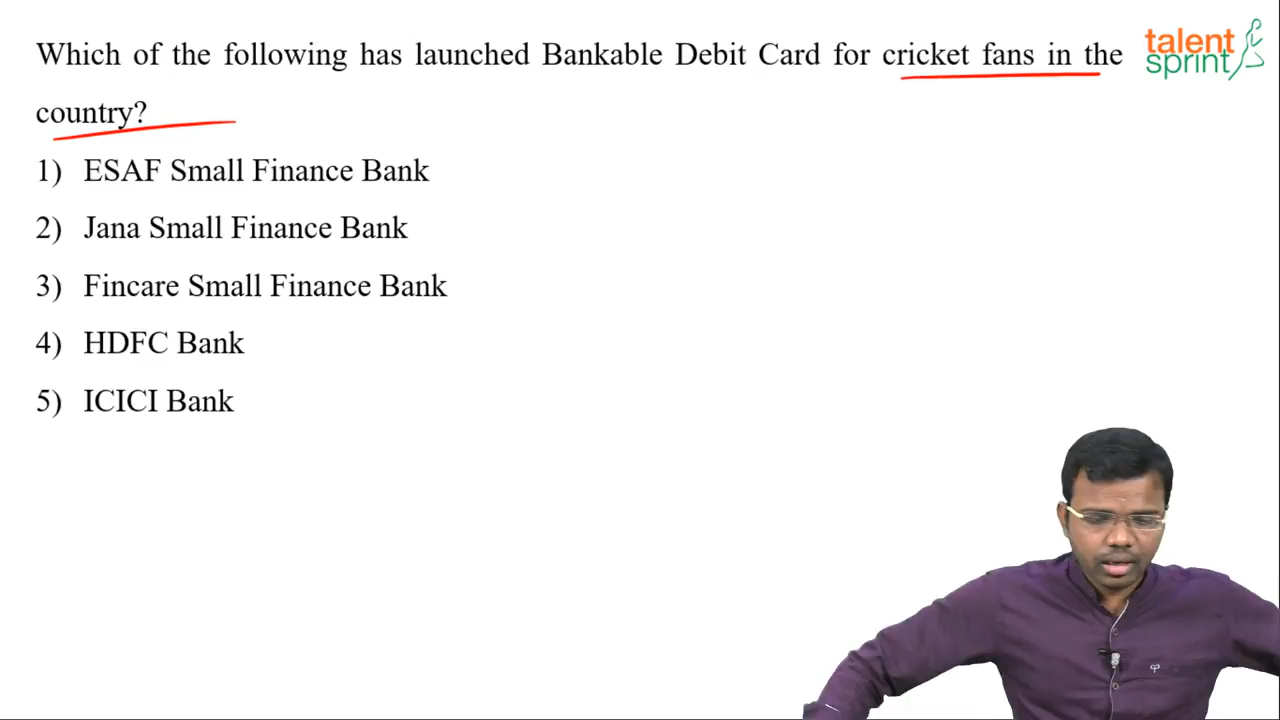 Which of the following has launched Bankable Debit Card for cricket fans in the
country?
1) ESAF Small Finance Bank
2) Jana Small Finance Bank
3) Fincare Small Finance Bank
4) HDFC Bank
5) ICICI Bank
talent
sprint